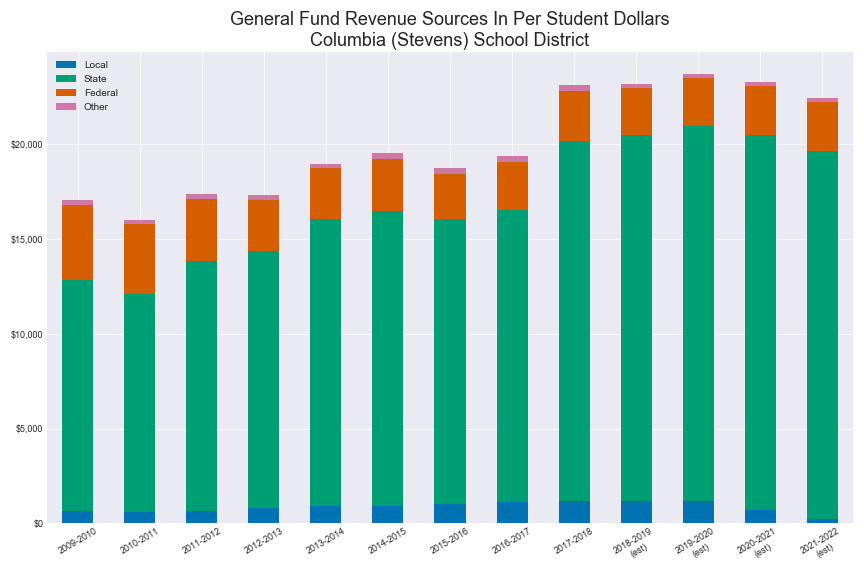 General Fund Revenue Sources In Per Student Dollars
Columbia (Stevens) School District
Local
State
Federal
Other
$20,000
$15,000
$10,000
$5,000
$0
2009-2010
2010-2011
2011-2012
2012-2013
2013-2014
2014-2015
2015-2016
2016-2017
2017-2018
2018-2019
(est)
2019-2020
(est)
2020-2021
(est)
2021-2022
(est)